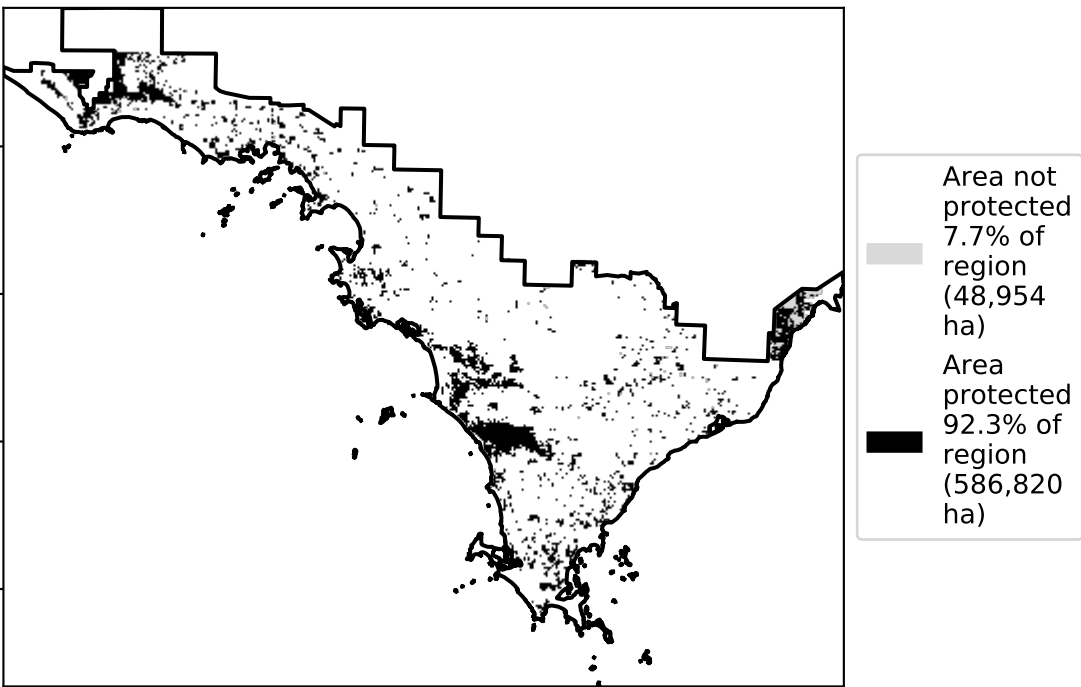 Area not
protected
7.7% of
region
(48,954
ha)
Area
protected
92.3% of
region
(586,820
ha)